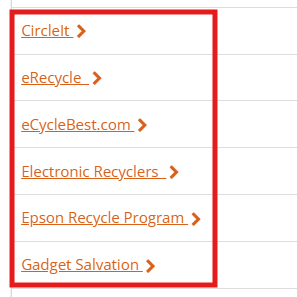 CircleIt
eRecycle
eCycleBest.com
Electronic Recyclers
Epson Recycle Program
Gadget Salvation